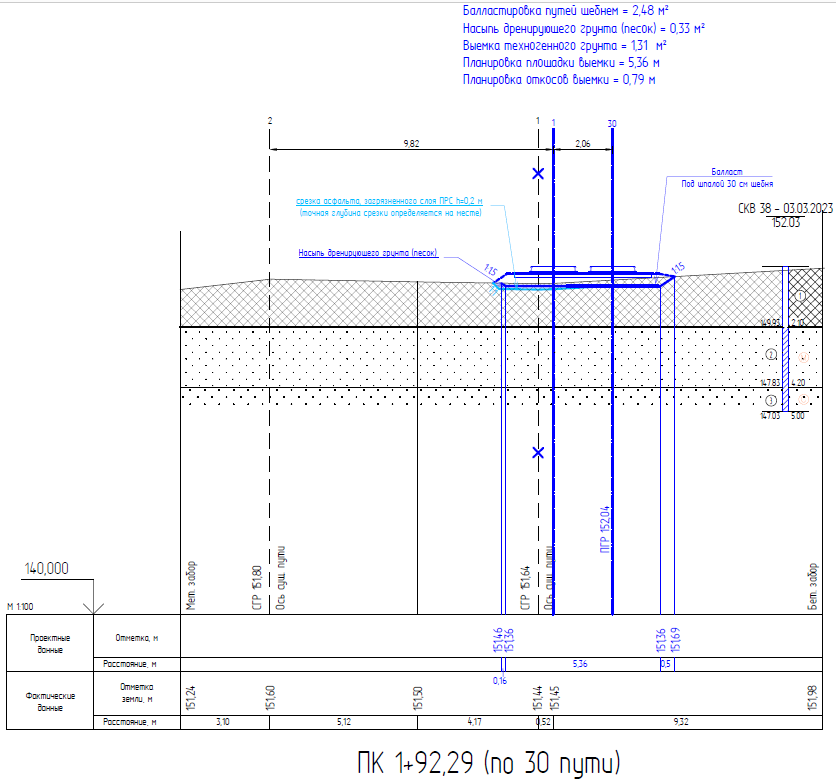 Балластировка путей щебнем = 2,48 м²
Насыпь дренирующего грунта (песок) = 0,33 м²
Выемка техногенного грунта = 1,31 м²
Планировка площадки выемки = 5,36 м
Планировка откосов выемки = 0,79 м
2
1
1
30
9,82
2,06
Балласт
Под шпалой 30 см щебня
срезка асфальта, загрязненного слоя ПРС h=0,2 м
(точная глубина срезки определяется на месте)
СКВ 38 - 03.03.2023
152.03
Насыпь дренирующего грунта (песок)
1:1.5
1:1.5
1
149.93
2.10
2
147.83
4.20
3
147.03
5.00
140,000
М 1:100
Мет. забор
СГР 151,80
Ось сущ. пути
СГР 151,64
Ось сущ. пути
ПГР 152,04
Бет. забор
Проектные данные
Отметка, м
151,46
151,36
151,36
151,69
Расстояние, м
0,16
5,36
0,5
Фактические данные
Отметка земли, м
151,24
151,60
151,50
151,44
151,45
151,98
Расстояние, м
3,10
5,12
4,17
0,52
9,32
ПК 1+92,29 (по 30 пути)